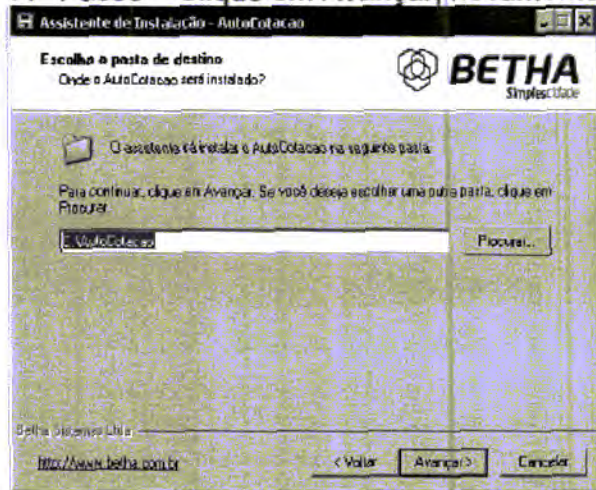 Assistente de Instalação - AutoCotacao
Escolha a pasta de destino
Onde o AutoCotacao será instalado?
BETHA
Simplescidade
O assistente irá instalar o AutoCotacao na seguinte pasta
Para continuar, clique em Avançar. Se você deseja escolher uma outra pasta, clique em
Procurar.
\AutoCotacao
Procurar...
Betha Sistemas Ltda
http://www.betha.com.br
< Voltar
Avançar >
Cancelar